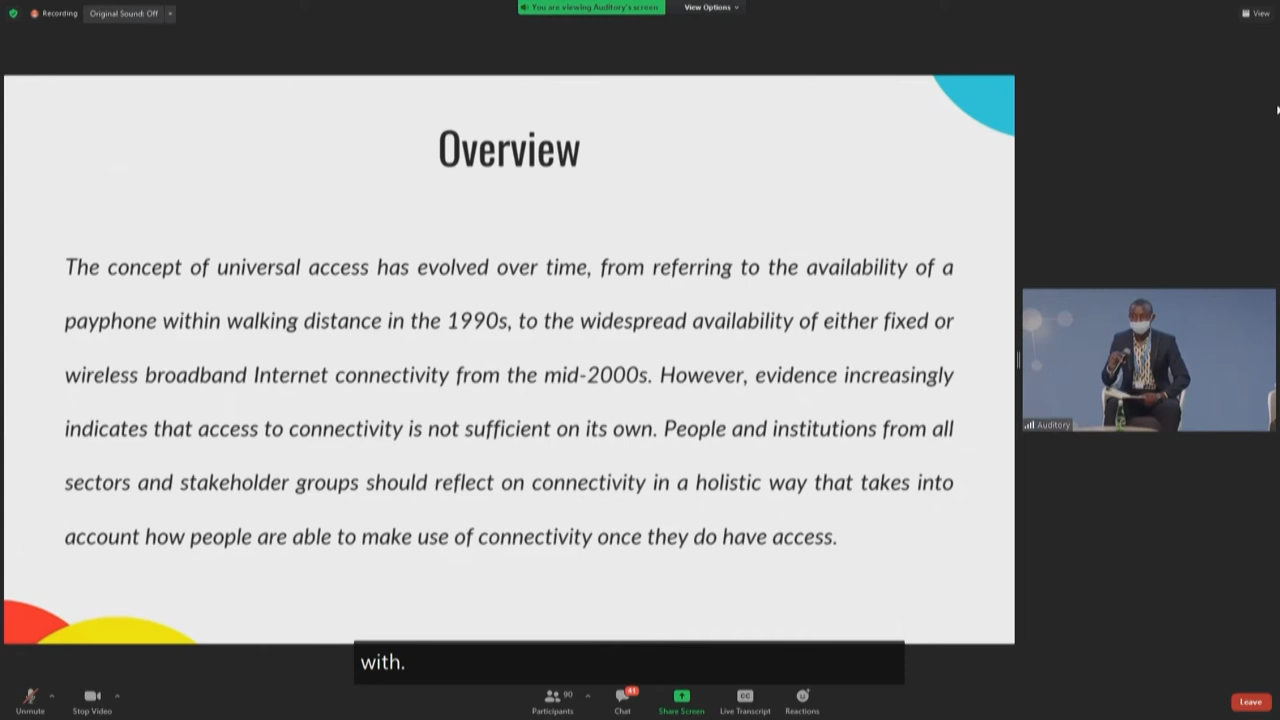 Recording
Original Sound: Off
You are viewing Auditory's screen
View Options
View
Overview
The concept of universal access has evolved over time, from referring to the availability of a
payphone within walking distance in the 1990s, to the widespread availability of either fixed or
wireless broadband Internet connectivity from the mid-2000s. However, evidence increasingly
indicates that access to connectivity is not sufficient on its own. People and institutions from all
sectors and stakeholder groups should reflect on connectivity in a holistic way that takes into
account how people are able to make use of connectivity once they do have access.
Auditory
with.
Unmute
Stop Video
Participants
90
Chat
41
Share Screen
CC
Live Transcript
Reactions
Leave